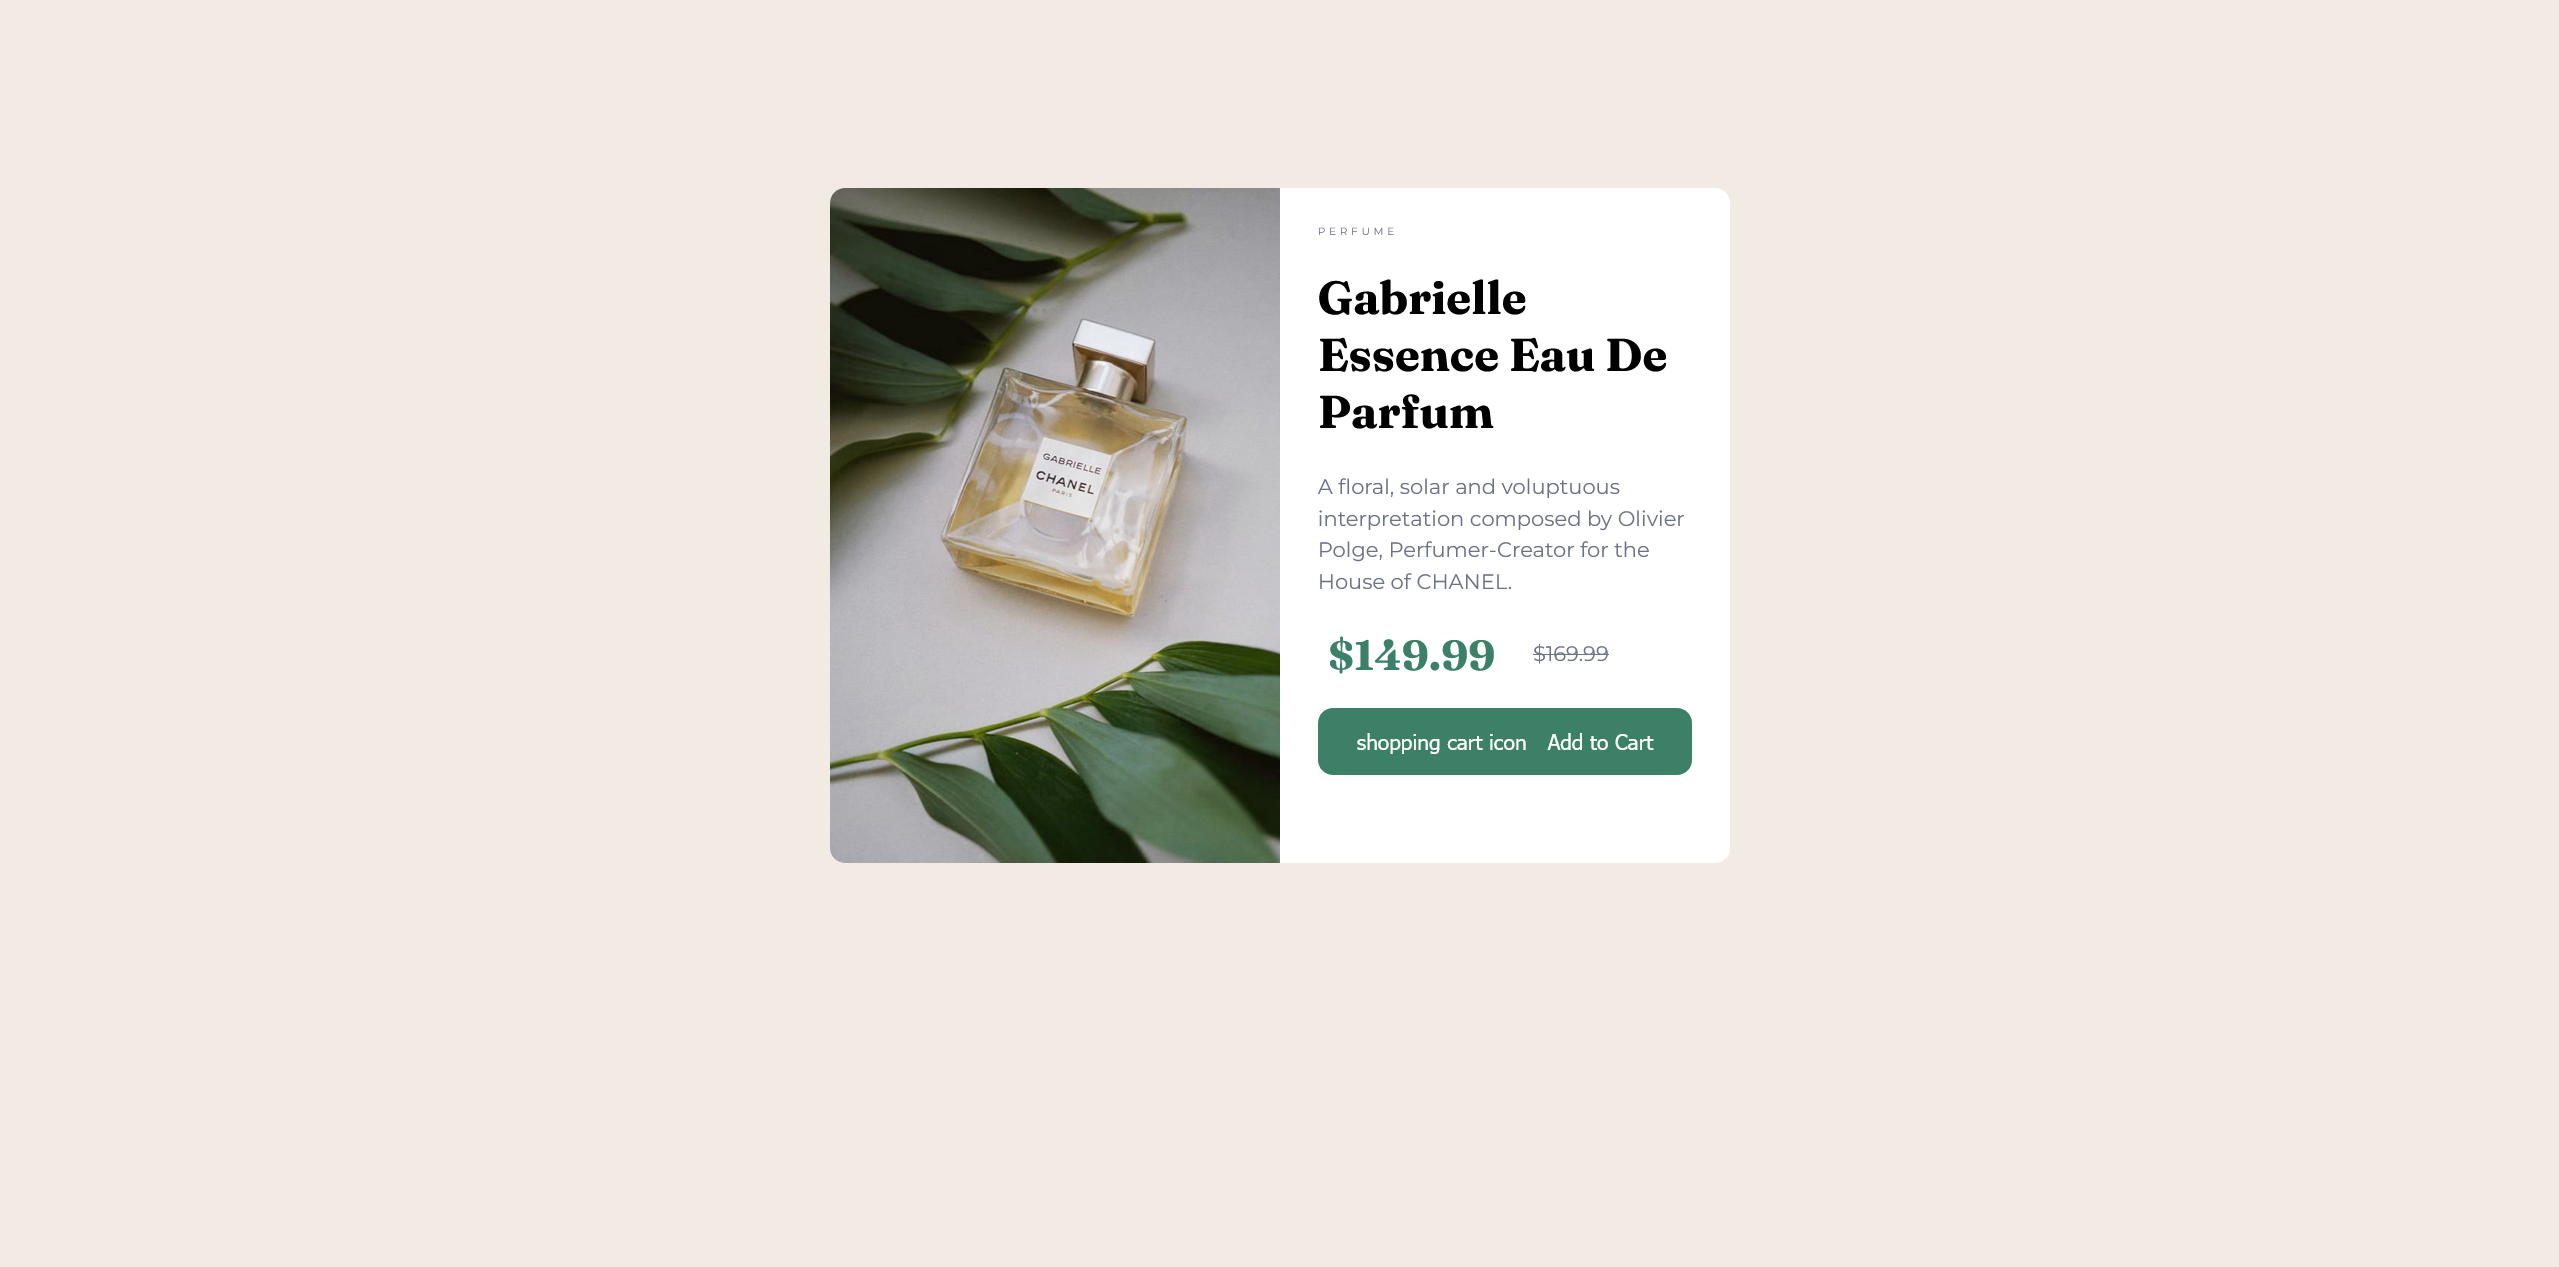 GABRIELLE
CHANEL
PARIS
PERFUME
Gabrielle
Essence Eau De
Parfum
A floral, solar and voluptuous
interpretation composed by Olivier
Polge, Perfumer-Creator for the
House of CHANEL.
$149.99 $169.99
shopping cart icon Add to Cart